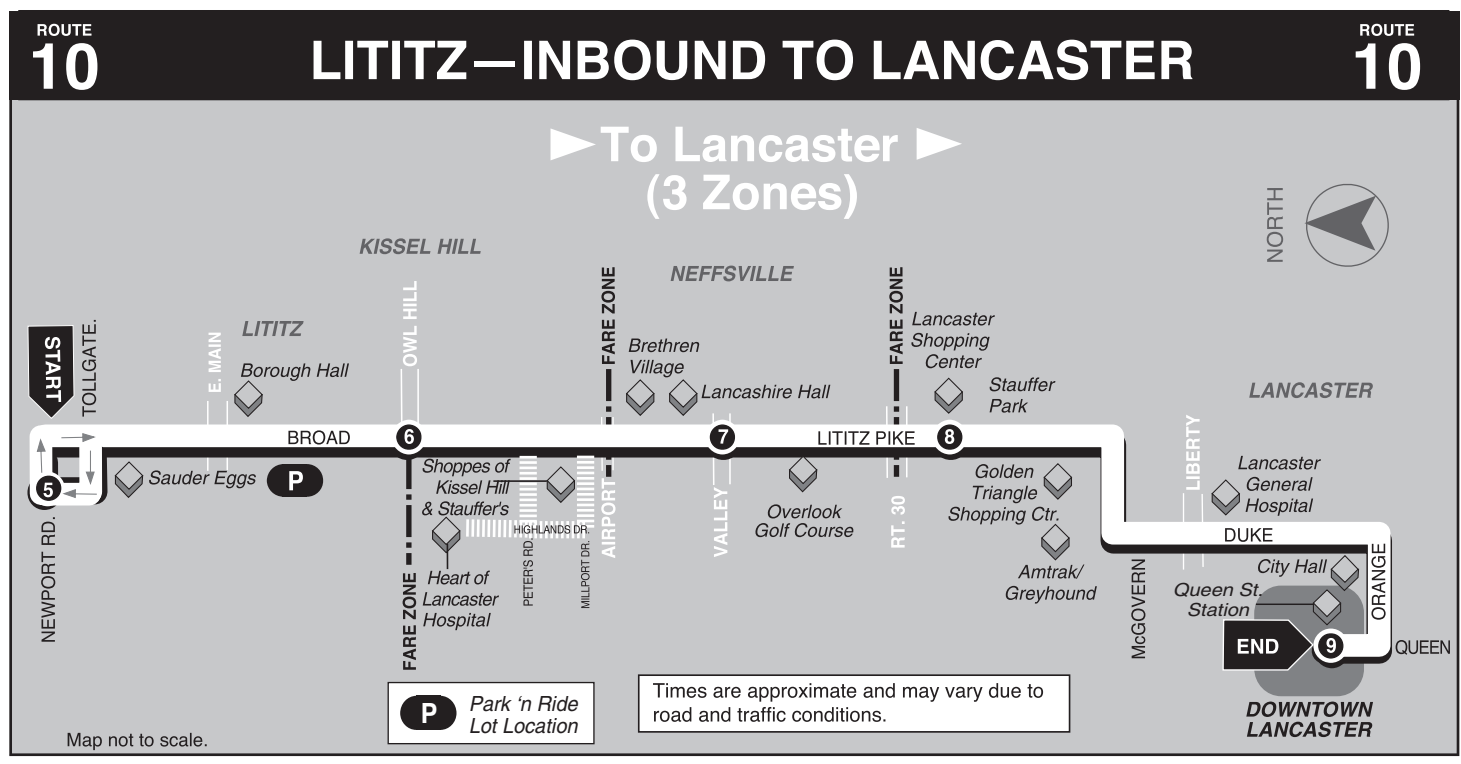 ROUTE
10
LITITZ—INBOUND TO LANCASTER
ROUTE
10
To Lancaster
(3 Zones)
NORTH
KISSEL HILL
NEFFSVILLE
LITITZ
LANCASTER
START
TOLLGATE.
E. MAIN
Borough Hall
OWL HILL
FARE ZONE
Brethren
Village
Lancashire Hall
FARE ZONE
Lancaster
Shopping
Center
Stauffer
Park
BROAD
6
7
LITITZ PIKE
8
5
Sauder Eggs
P
Shoppes of
Kissel Hill
& Stauffer's
HIGHLANDS DR.
PETER'S RD.
MILLPORT DR.
AIRPORT
VALLEY
Overlook
Golf Course
RT. 30
Golden
Triangle
Shopping Ctr.
Amtrak/
Greyhound
LIBERTY
Lancaster
General
Hospital
DUKE
City Hall
ORANGE
Queen St.
Station
McGOVERN
NEWPORT RD.
FARE ZONE
Heart of
Lancaster
Hospital
END
9
QUEEN
DOWNTOWN
LANCASTER
P
Park ‘n Ride
Lot Location
Times are approximate and may vary due to
road and traffic conditions.
Map not to scale.